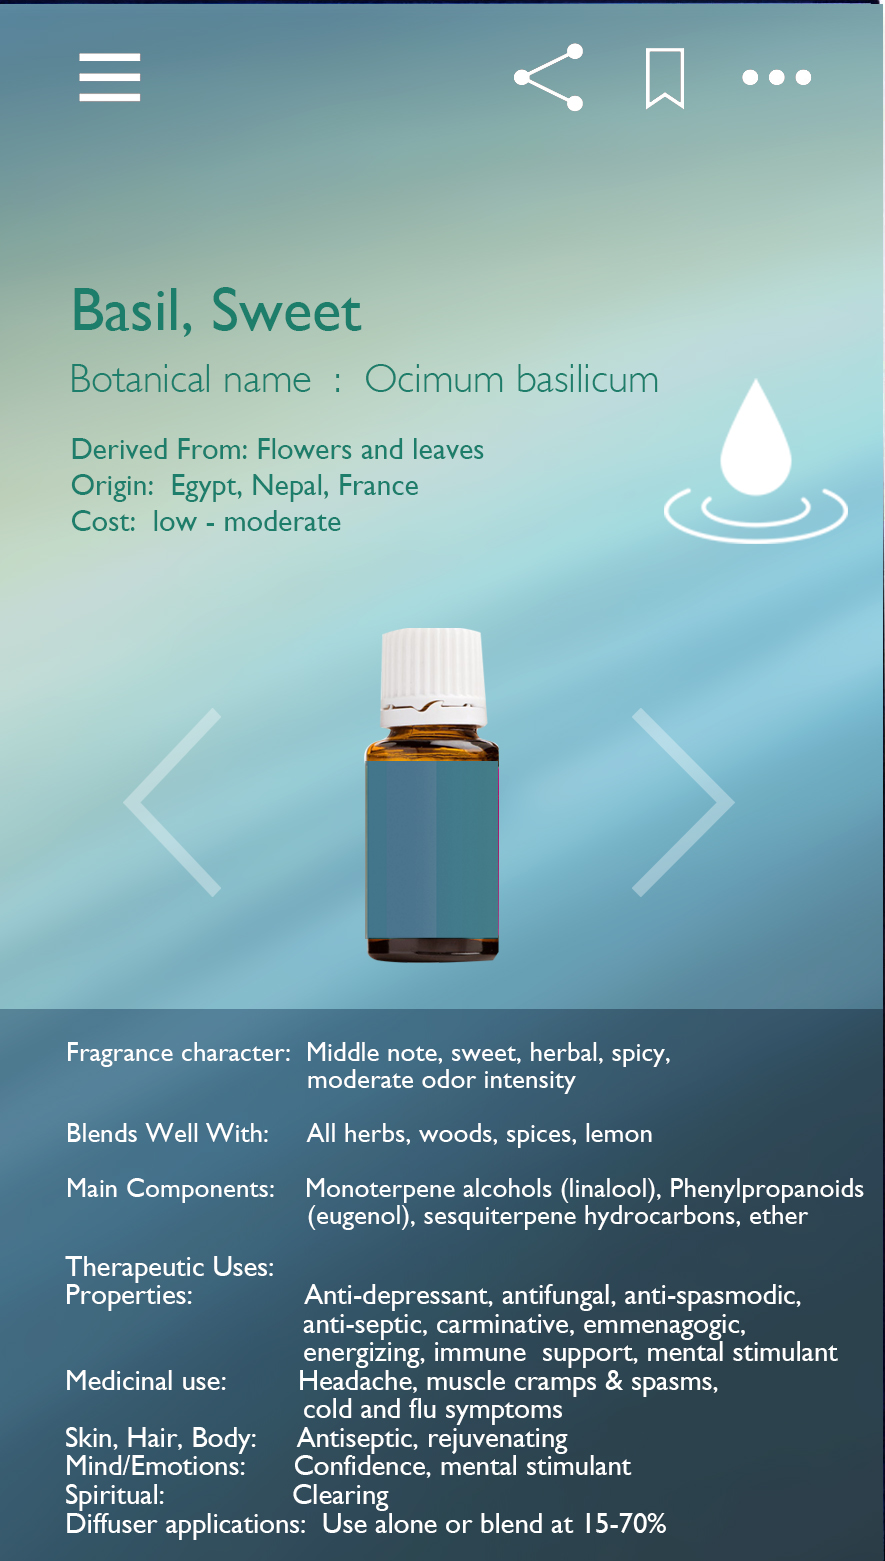 Basil, Sweet
Botanical name : Ocimum basilicum
Derived From: Flowers and leaves
Origin: Egypt, Nepal, France
Cost: low - moderate
Fragrance character: Middle note, sweet, herbal, spicy,
moderate odor intensity
Blends Well With: All herbs, woods, spices, lemon
Main Components: Monoterpene alcohols (linalool), Phenylpropanoids
(eugenol), sesquiterpene hydrocarbons, ether
Therapeutic Uses:
Properties: Anti-depressant, antifungal, anti-spasmodic,
anti-septic, carminative, emmenagogic,
energizing, immune support, mental stimulant
Medicinal use: Headache, muscle cramps & spasms,
cold and flu symptoms
Skin, Hair, Body: Antiseptic, rejuvenating
Mind/Emotions: Confidence, mental stimulant
Spiritual: Clearing
Diffuser applications: Use alone or blend at 15-70%